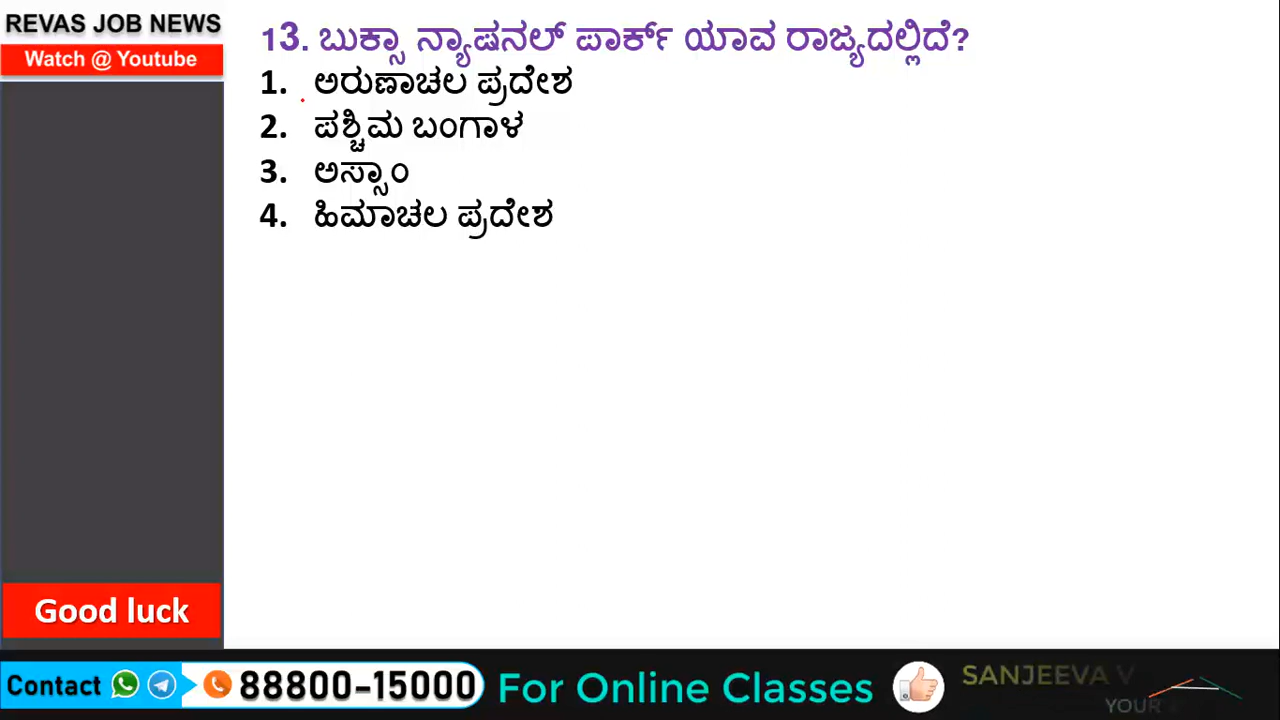 REVAS JOB NEWS
Watch @ Youtube
13. ಬುಕ್ಸಾ ನ್ಯಾಷನಲ್ ಪಾರ್ಕ್ ಯಾವ ರಾಜ್ಯದಲ್ಲಿದೆ?
1. ಅರುಣಾಚಲ ಪ್ರದೇಶ
2. ಪಶ್ಚಿಮ ಬಂಗಾಳ
3. ಅಸ್ಸಾಂ
4. ಹಿಮಾಚಲ ಪ್ರದೇಶ
Good luck
Contact 88800-15000 For Online Classes
SANJEEVA V
YOUR